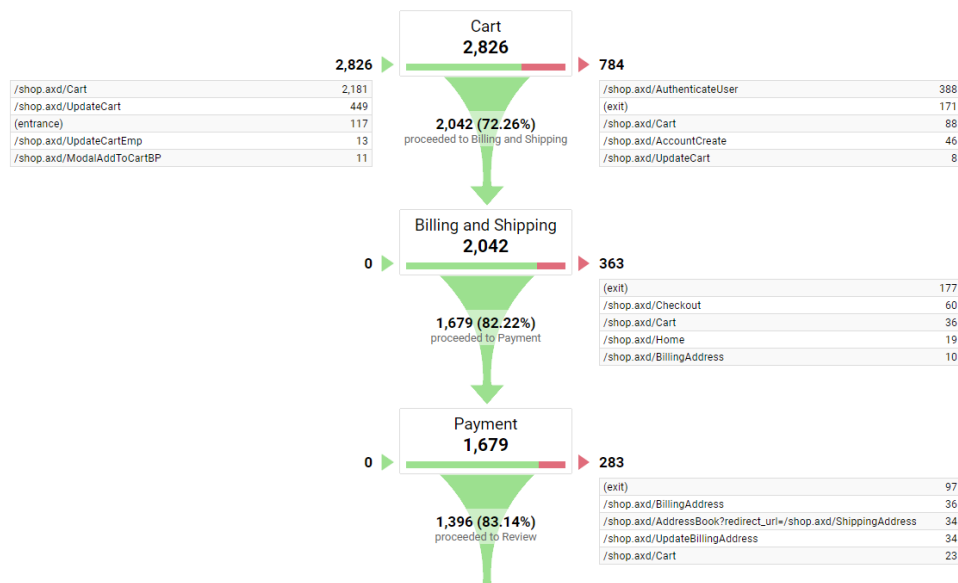 Cart
2,826
2,826
784
/shop.axd/Cart 2,181
/shop.axd/UpdateCart 449
(entrance) 117
/shop.axd/UpdateCartEmp 13
/shop.axd/ModalAddToCartBP 11
/shop.axd/AuthenticateUser 388
(exit) 171
/shop.axd/Cart 88
/shop.axd/AccountCreate 46
/shop.axd/UpdateCart 8
2,042 (72.26%)
proceeded to Billing and Shipping
Billing and Shipping
2,042
0
363
(exit) 177
/shop.axd/Checkout 60
/shop.axd/Cart 36
/shop.axd/Home 19
/shop.axd/BillingAddress 10
1,679 (82.22%)
proceeded to Payment
Payment
1,679
0
283
(exit) 97
/shop.axd/BillingAddress 36
/shop.axd/AddressBook?redirect_url=/shop.axd/ShippingAddress 34
/shop.axd/UpdateBillingAddress 34
/shop.axd/Cart 23
1,396 (83.14%)
proceeded to Review